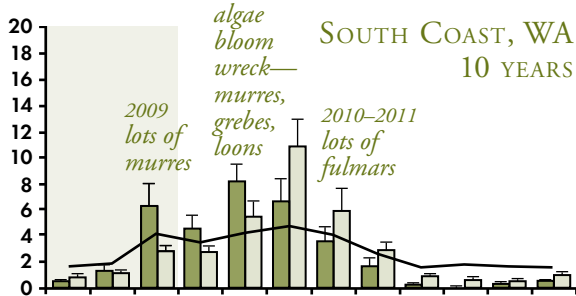 SOUTH COAST, WA
10 YEARS
20
18
16
14
12
10
8
6
4
2
0
2009
lots of
murres
algae
bloom
wreck—
murres,
grebes,
loons
2010–2011
lots of
fulmars